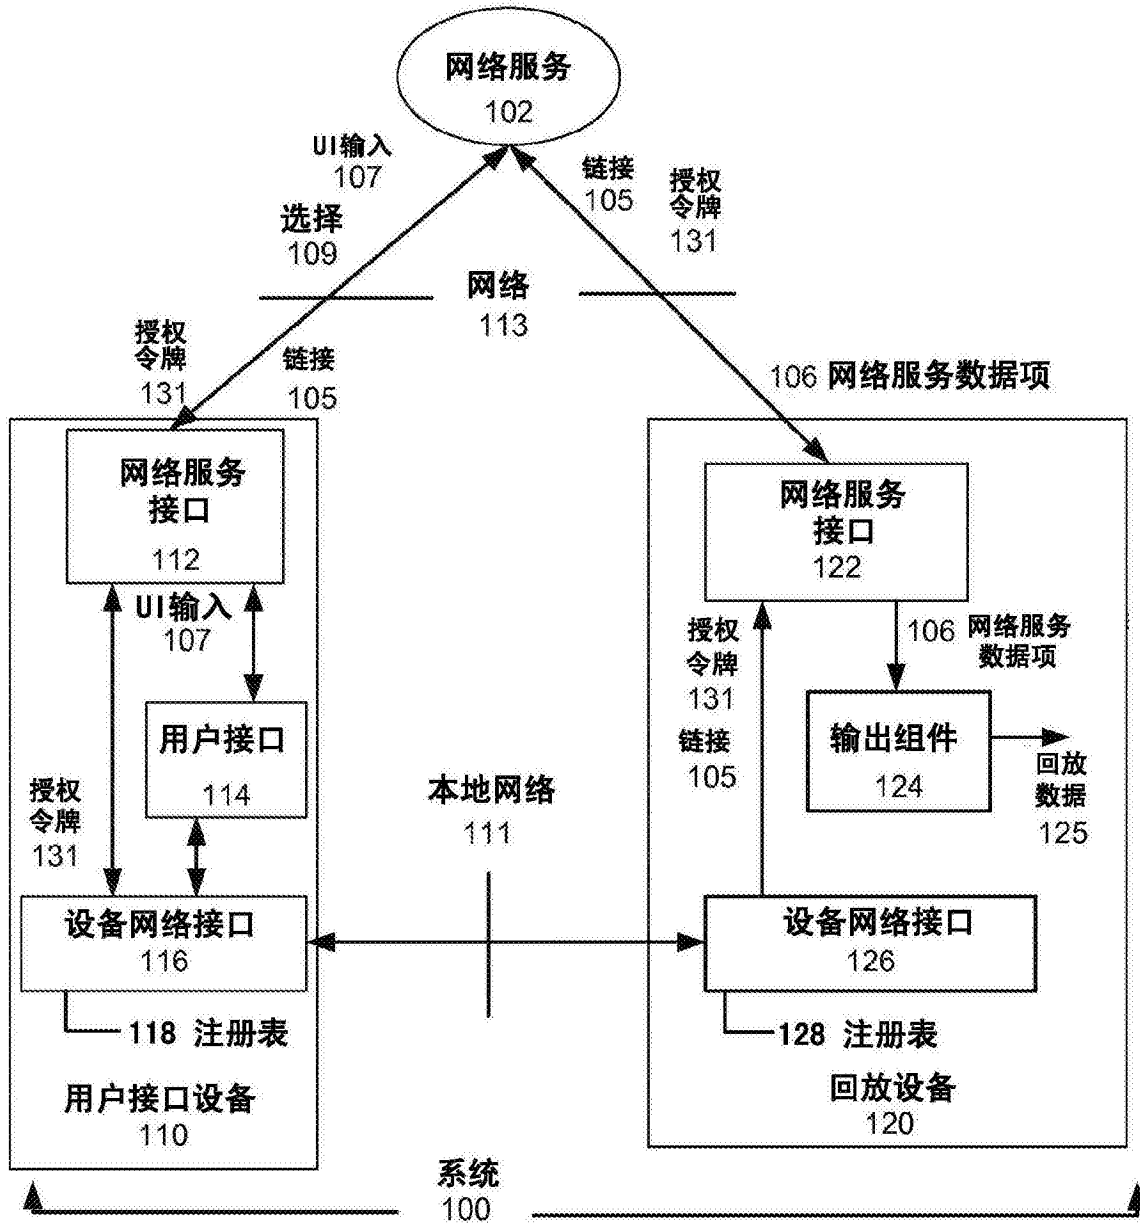 网络服务
102
UI输入
107
链接
105
授权
令牌
131
选择
109
网络
113
授权
令牌
131
链接
105
106 网络服务数据项
网络服务
接口
112
网络服务
接口
122
UI输入
107
授权
令牌
131
106 网络服务
数据项
用户接口
114
链接
105
输出组件
124
回放
数据
125
授权
令牌
131
本地网络
111
设备网络接口
116
设备网络接口
126
118 注册表
128 注册表
用户接口设备
110
回放设备
120
系统
100